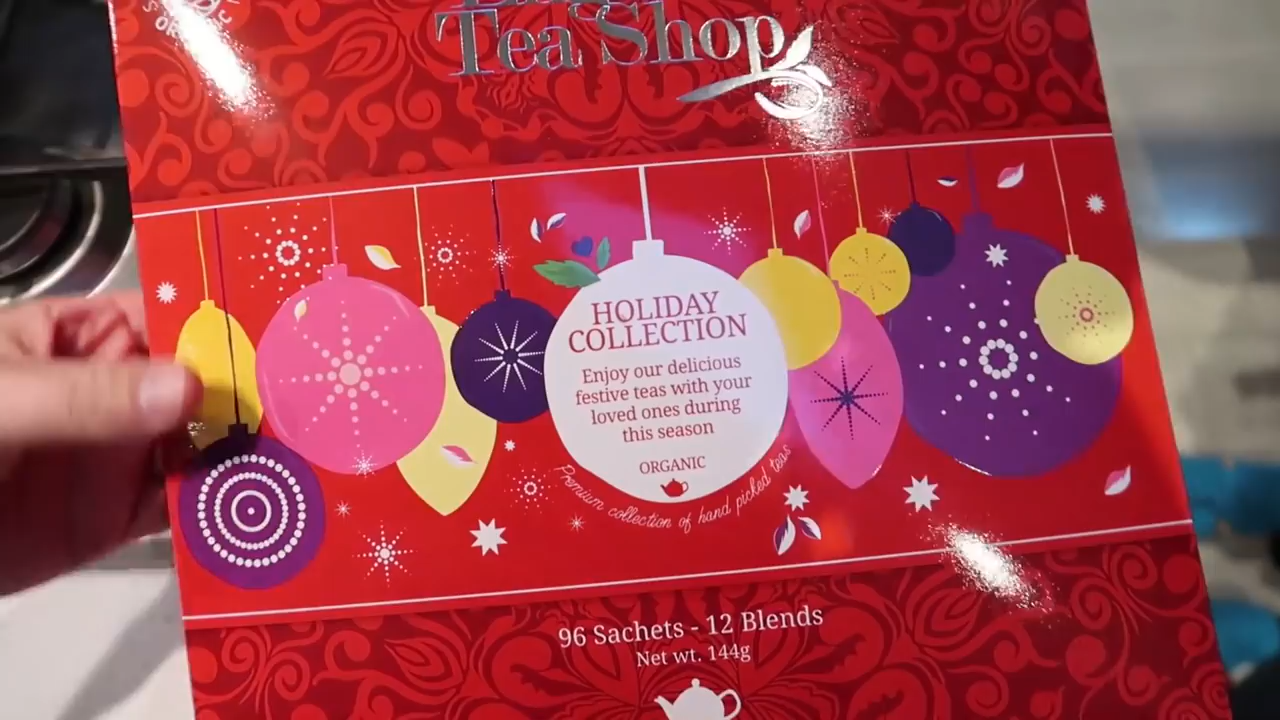 Tea Shop
HOLIDAY
COLLECTION
Enjoy our delicious
festive teas with your
loved ones during
this season
ORGANIC
Premium collection of hand picked teas
96 Sachets - 12 Blends
Net wt. 144g